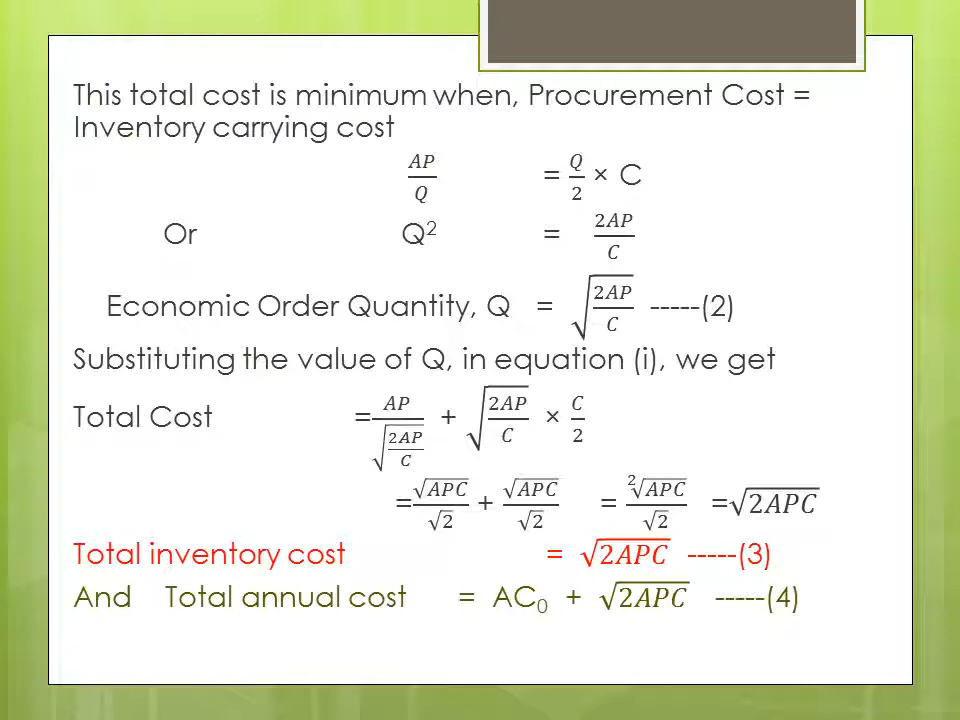 This total cost is minimum when, Procurement Cost =
Inventory carrying cost
AP/Q = Q/2 × C
Or Q² = 2AP/C
Economic Order Quantity, Q = √(2AP/C) -----(2)
Substituting the value of Q, in equation (i), we get
Total Cost = AP/√(2AP/C) + √(2AP/C) × C/2
= √APC/√2 + √APC/√2 = ²√APC/√2 = √2APC
Total inventory cost = √2APC -----(3)
And Total annual cost = AC₀ + √2APC -----(4)